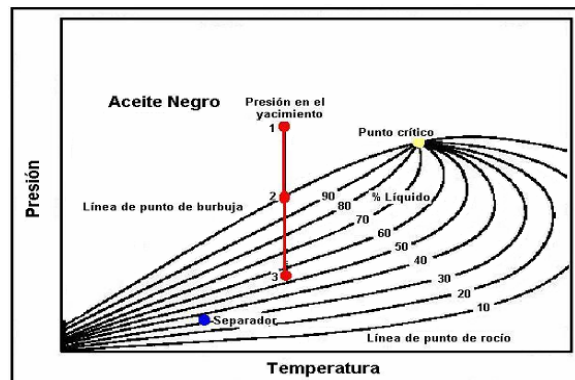 Aceite Negro
Presión en el
yacimiento
1
Punto crítico
Línea de punto de burbuja
2
90
% Líquido
80
70
60
50
3
40
30
20
10
Separador
Línea de punto de rocío
Presión
Temperatura